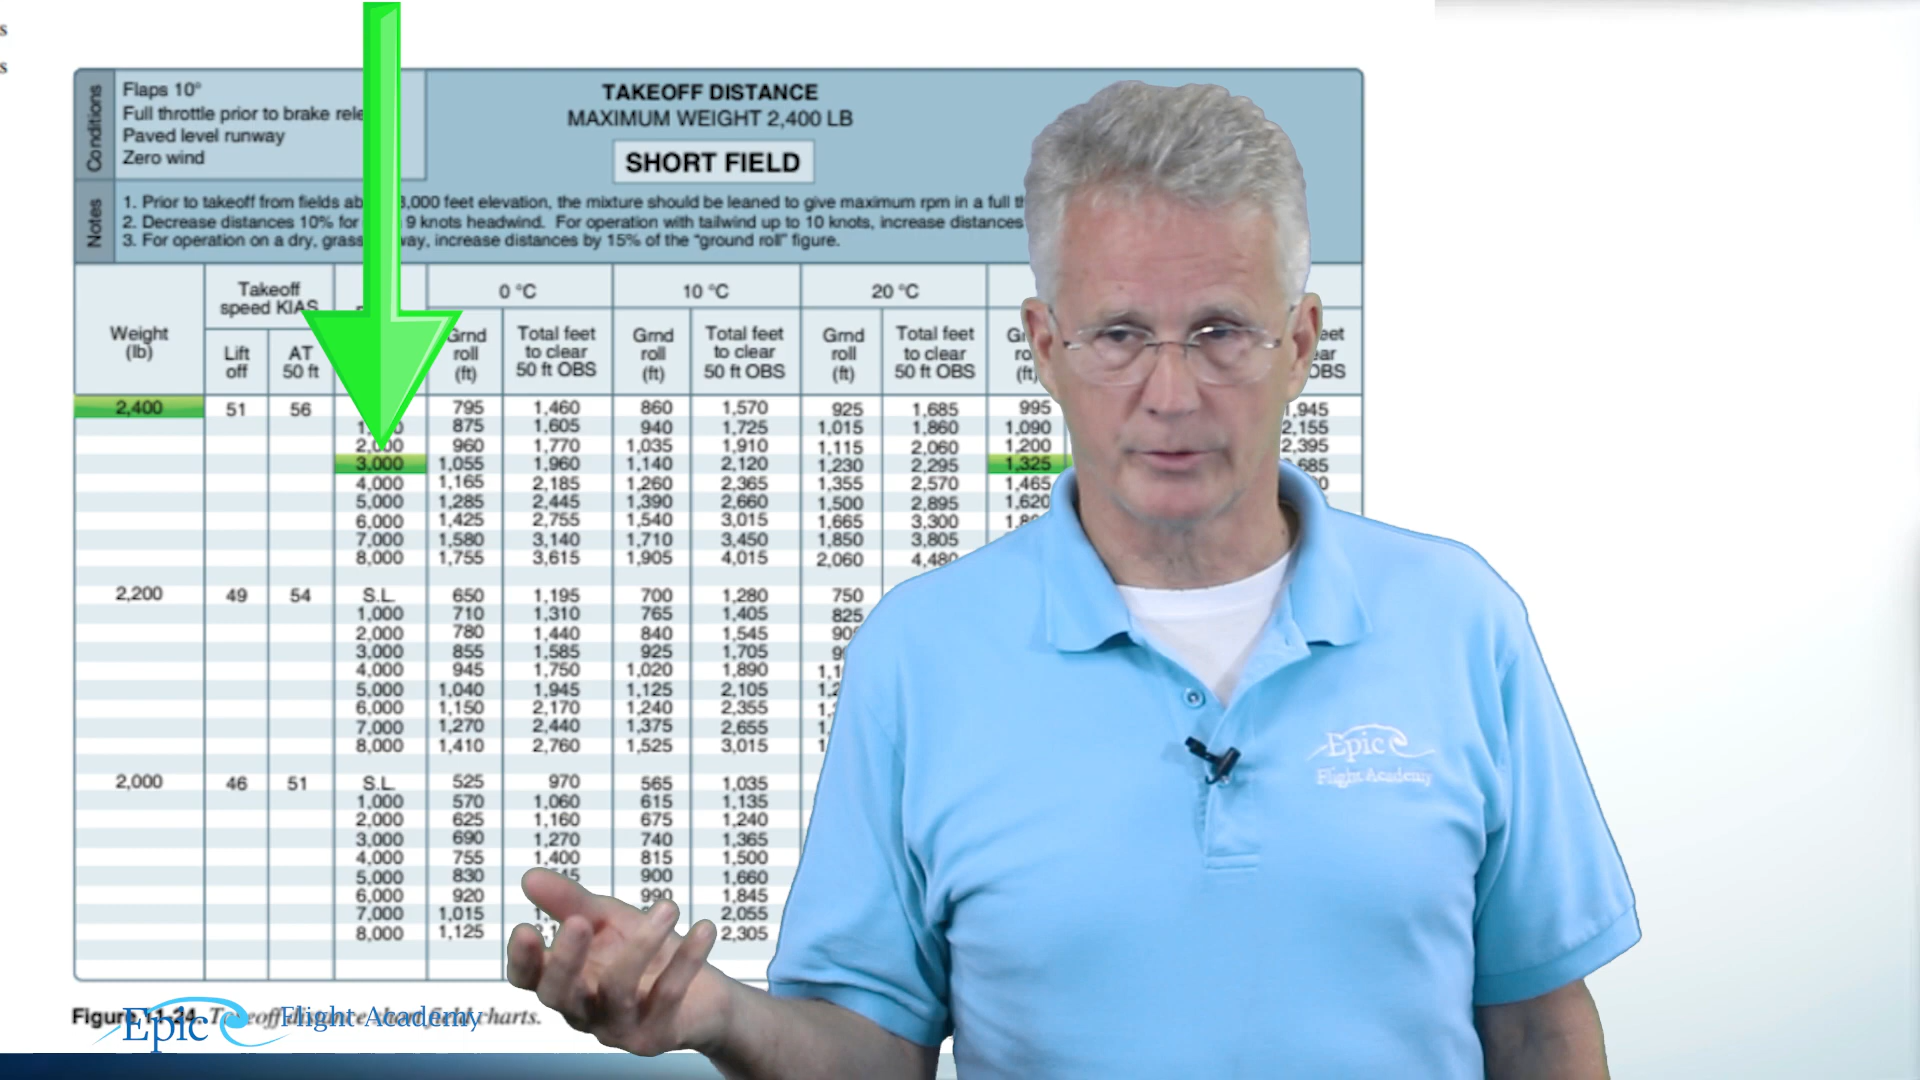 s
s
Conditions
Flaps 10°
Full throttle prior to brake rele
Paved level runway
Zero wind
TAKEOFF DISTANCE
MAXIMUM WEIGHT 2,400 LB
SHORT FIELD
Notes
1. Prior to takeoff from fields ab 3,000 feet elevation, the mixture should be leaned to give maximum rpm in a full th
2. Decrease distances 10% for 9 knots headwind. For operation with tailwind up to 10 knots, increase distances
3. For operation on a dry, grass way, increase distances by 15% of the "ground roll" figure.
Takeoff speed KIAS 0 °C 10 °C 20 °C
Weight (lb) Lift off AT 50 ft Grnd roll (ft) Total feet to clear 50 ft OBS Grnd roll (ft) Total feet to clear 50 ft OBS Grnd roll (ft) Total feet to clear 50 ft OBS
2,400 51 56 795 1,460 860 1,570 925 1,685 995 1,945
875 1,605 940 1,725 1,015 1,860 1,090 2,155
2,000 960 1,770 1,035 1,910 1,115 2,060 1,200 2,395
3,000 1,055 1,960 1,140 2,120 1,230 2,295 1,325 685
4,000 1,165 2,185 1,260 2,365 1,355 2,570 1,465
5,000 1,285 2,445 1,390 2,660 1,500 2,895 1,620
6,000 1,425 2,755 1,540 3,015 1,665 3,300
7,000 1,580 3,140 1,710 3,450 1,850 3,805
8,000 1,755 3,615 1,905 4,015 2,060 4,480
2,200 49 54 S.L. 650 1,195 700 1,280 750
1,000 710 1,310 765 1,405 825
2,000 780 1,440 840 1,545
3,000 855 1,585 925 1,705
4,000 945 1,750 1,020 1,890
5,000 1,040 1,945 1,125 2,105
6,000 1,150 2,170 1,240 2,355
7,000 1,270 2,440 1,375 2,655
8,000 1,410 2,760 1,525 3,015
2,000 46 51 S.L. 525 970 565 1,035
1,000 570 1,060 615 1,135
2,000 625 1,160 675 1,240
3,000 690 1,270 740 1,365
4,000 755 1,400 815 1,500
5,000 830 900 1,660
6,000 920 990 1,845
7,000 1,015 2,055
8,000 1,125 2,305
Figure 11-24. Takeoff distance short field charts.
Epic Flight Academy
Epic
Flight Academy